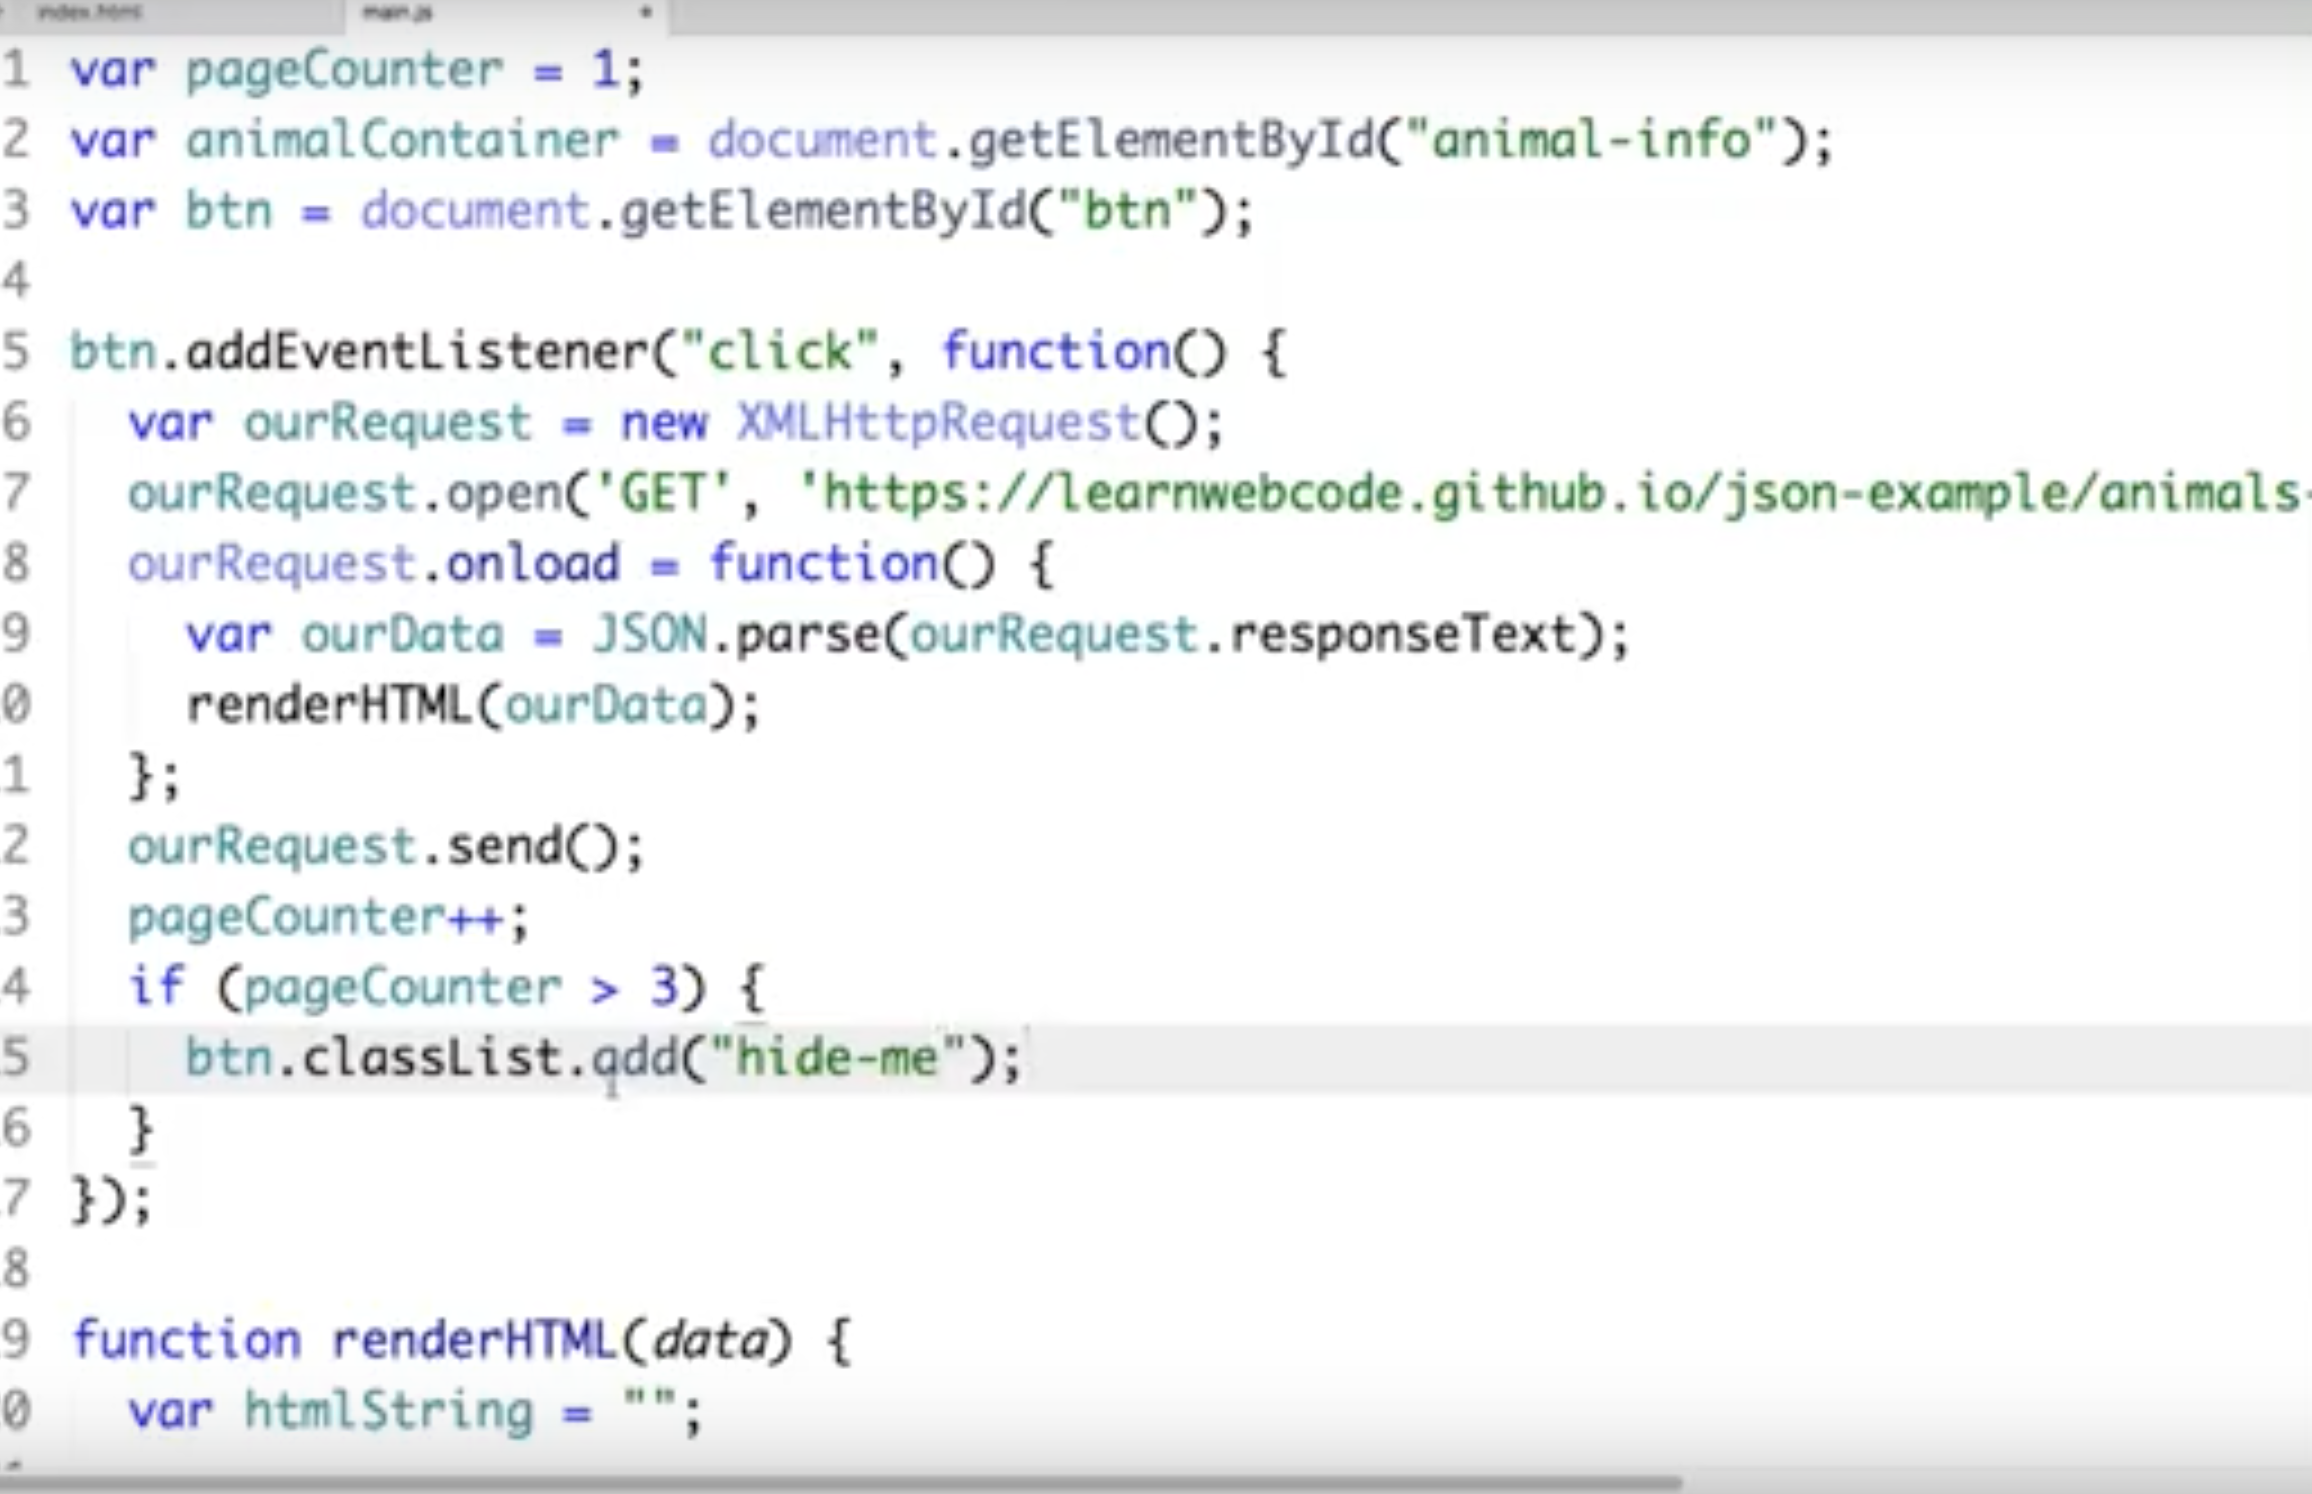 index.html main.js
1 var pageCounter = 1;
2 var animalContainer = document.getElementById("animal-info");
3 var btn = document.getElementById("btn");
4
5 btn.addEventListener("click", function() {
6 var ourRequest = new XMLHttpRequest();
7 ourRequest.open('GET', 'https://learnwebcode.github.io/json-example/animals-
8 ourRequest.onload = function() {
9 var ourData = JSON.parse(ourRequest.responseText);
0 renderHTML(ourData);
1 };
2 ourRequest.send();
3 pageCounter++;
4 if (pageCounter > 3) {
5 btn.classList.add("hide-me");
6 }
7 });
8
9 function renderHTML(data) {
0 var htmlString = "";